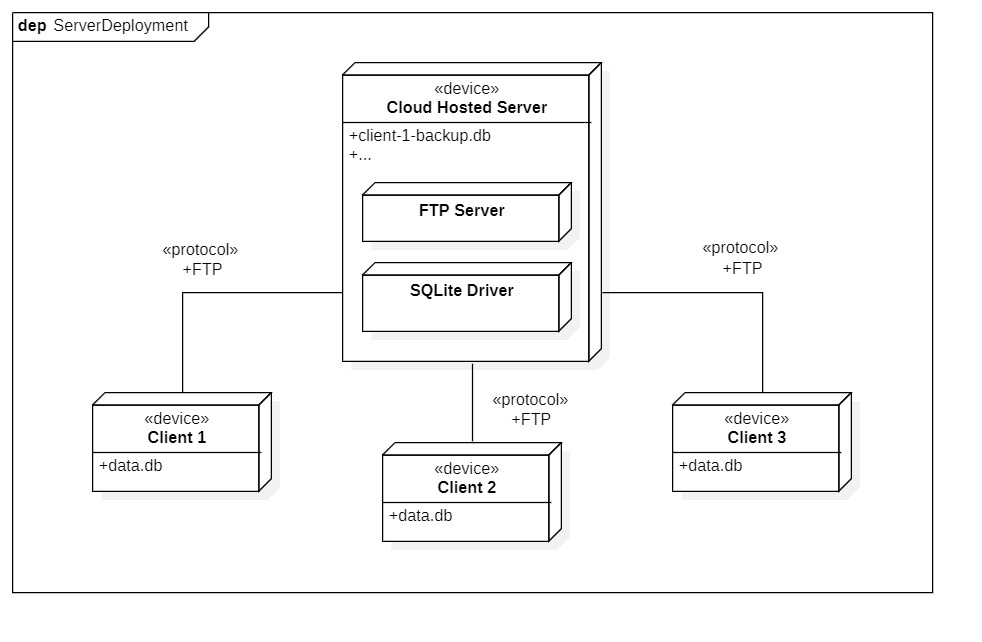 dep ServerDeployment
«device»
Cloud Hosted Server
+client-1-backup.db
+...
FTP Server
SQLite Driver
«protocol»
+FTP
«protocol»
+FTP
«protocol»
+FTP
«device»
Client 1
+data.db
«device»
Client 2
+data.db
«device»
Client 3
+data.db